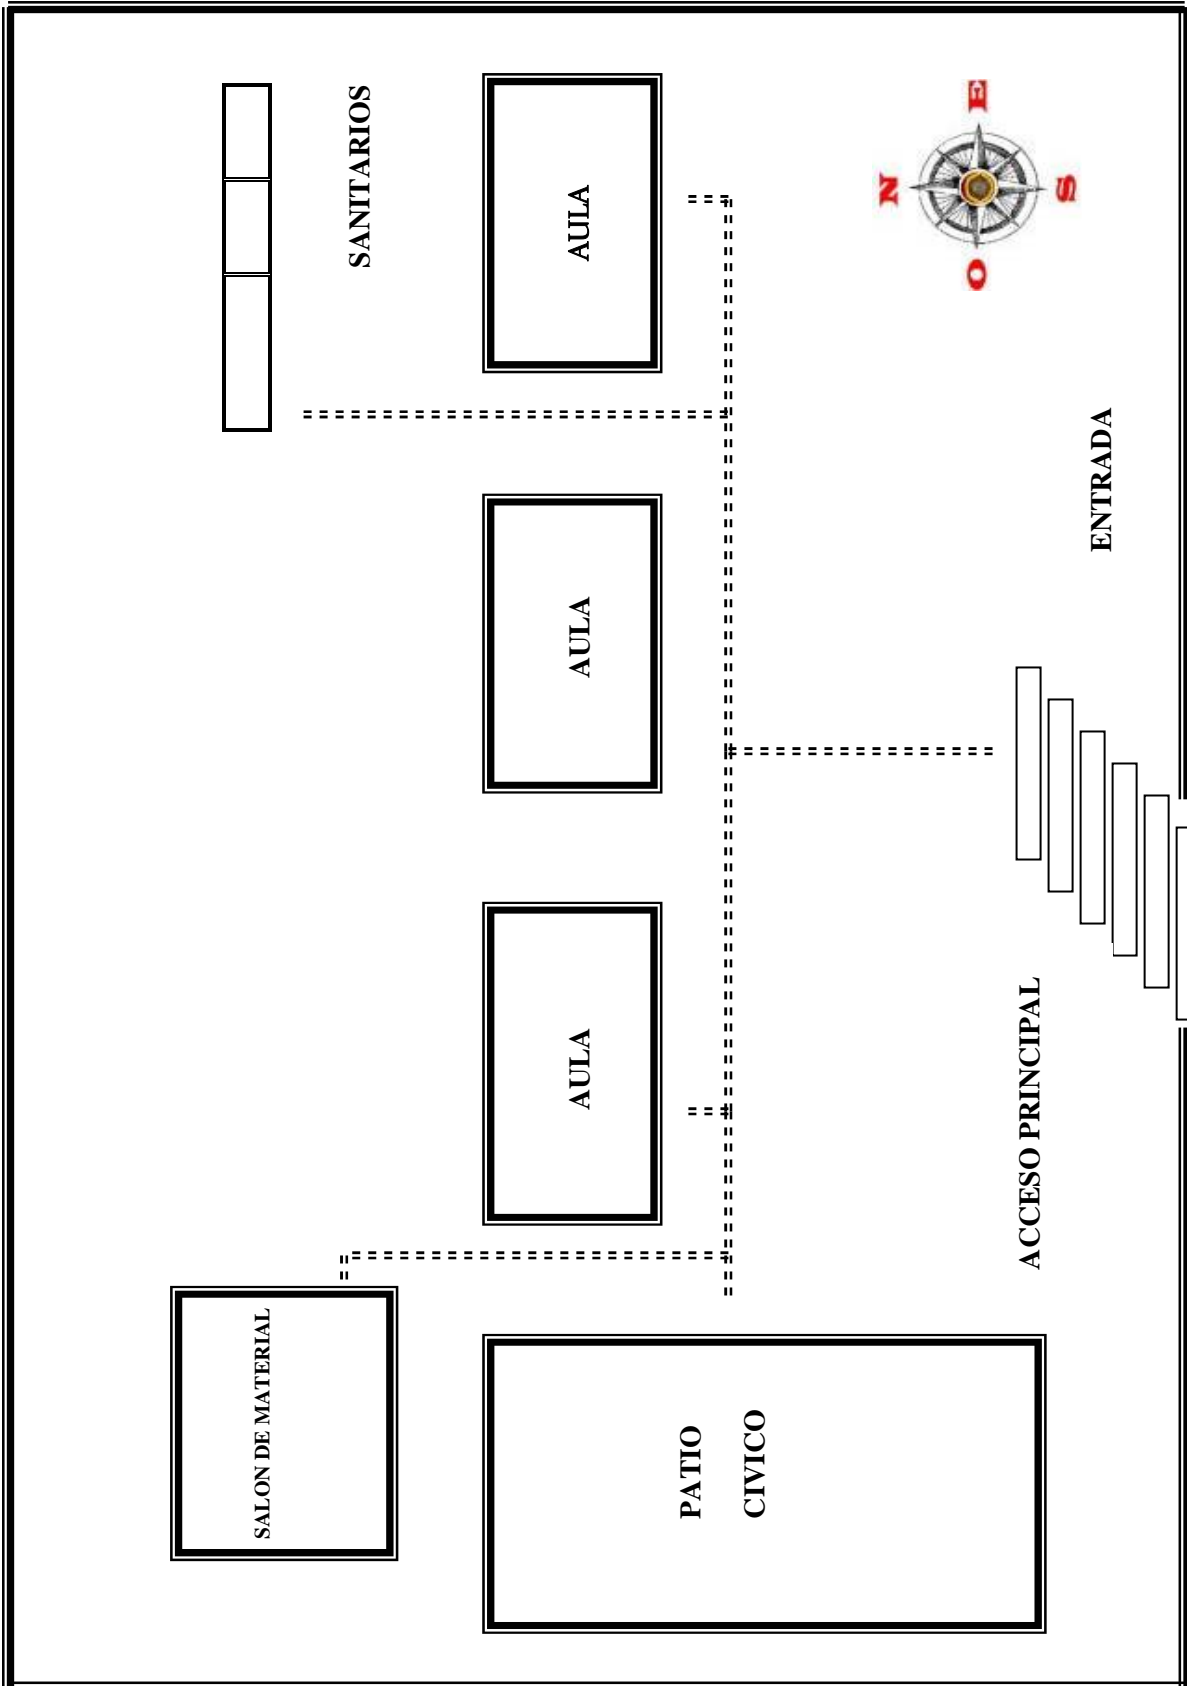 SANITARIOS
AULA
E
N
S
O
AULA
ENTRADA
AULA
ACCESO PRINCIPAL
SALON DE MATERIAL
PATIO
CIVICO